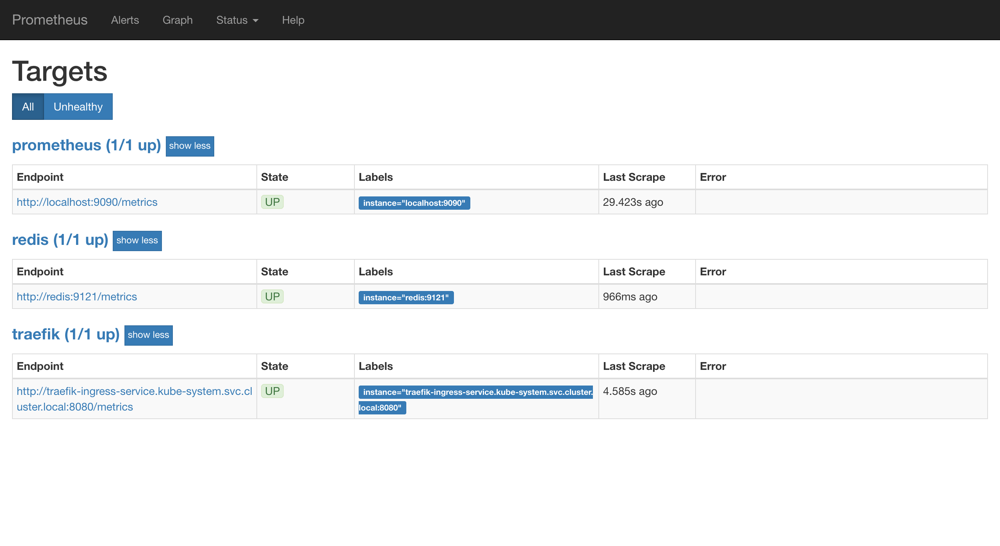 Prometheus Alerts Graph Status Help
Targets
All Unhealthy
prometheus (1/1 up) show less
Endpoint State Labels Last Scrape Error
http://localhost:9090/metrics UP instance="localhost:9090" 29.423s ago
redis (1/1 up) show less
Endpoint State Labels Last Scrape Error
http://redis:9121/metrics UP instance="redis:9121" 966ms ago
traefik (1/1 up) show less
Endpoint State Labels Last Scrape Error
http://traefik-ingress-service.kube-system.svc.cl UP instance="traefik-ingress-service.kube-system.svc.cluster. 4.585s ago
uster.local:8080/metrics local:8080"